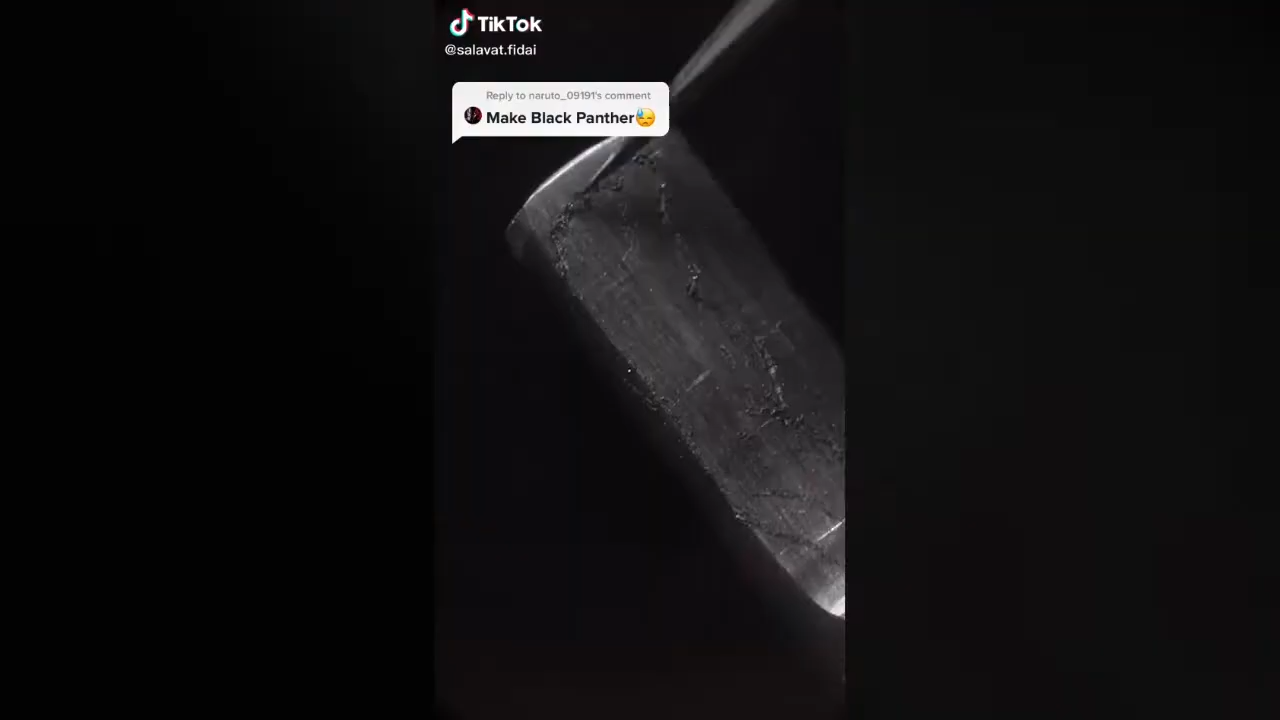 TikTok
@salavat.fidai
Reply to naruto_09191's comment
Make Black Panther😓